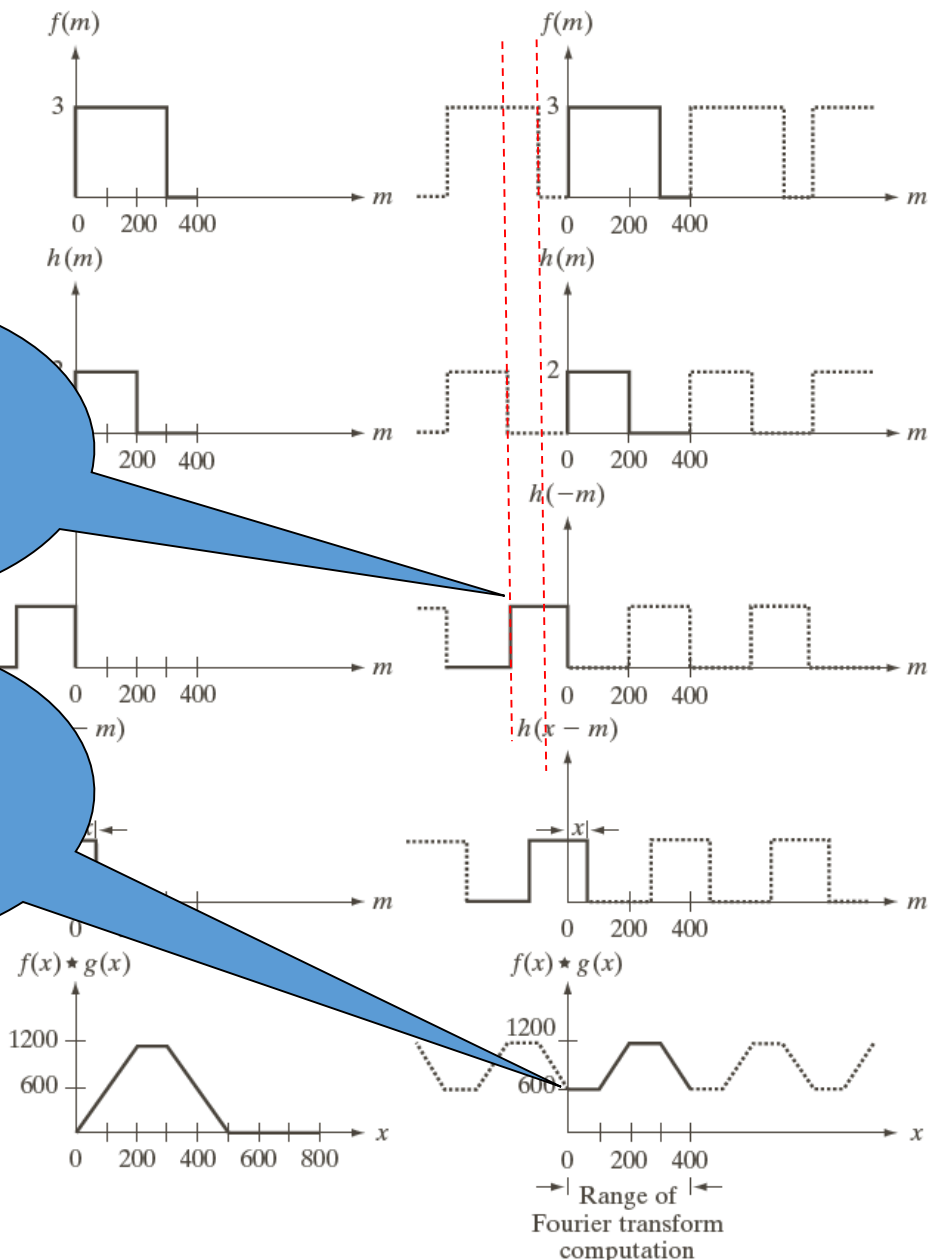 f(m)
3
0 200 400 m
h(m)
200 400 m
0 200 400 m
– m)
x
0 m
f(x) ★ g(x)
1200
600
0 200 400 600 800 x
f(m)
3
0 200 400 m
h(m)
2
0 200 400 m
h(−m)
0 200 400 m
h(x − m)
x
0 200 400 m
f(x) ★ g(x)
1200
600
0 200 400 x
Range of
Fourier transform
computation